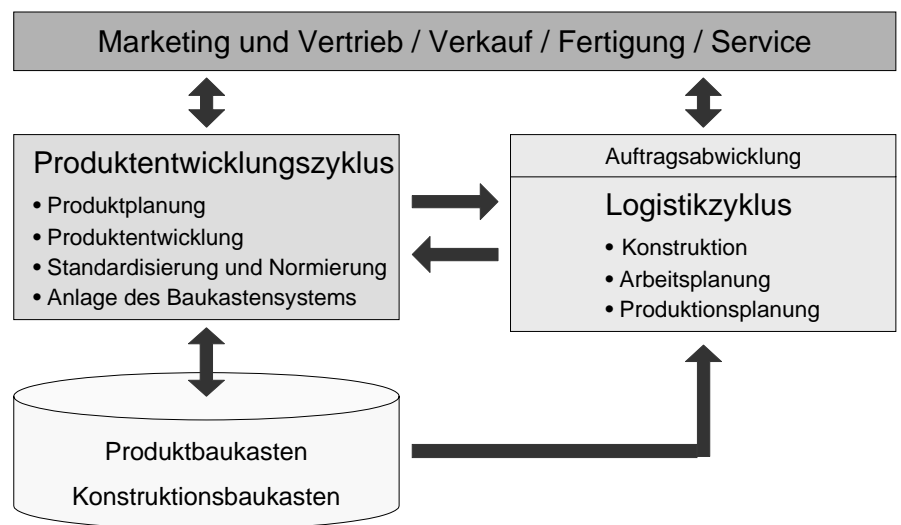 Marketing und Vertrieb / Verkauf / Fertigung / Service
Produktentwicklungszyklus
• Produktplanung
• Produktentwicklung
• Standardisierung und Normierung
• Anlage des Baukastensystems
Auftragsabwicklung
Logistikzyklus
• Konstruktion
• Arbeitsplanung
• Produktionsplanung
Produktbaukasten
Konstruktionsbaukasten